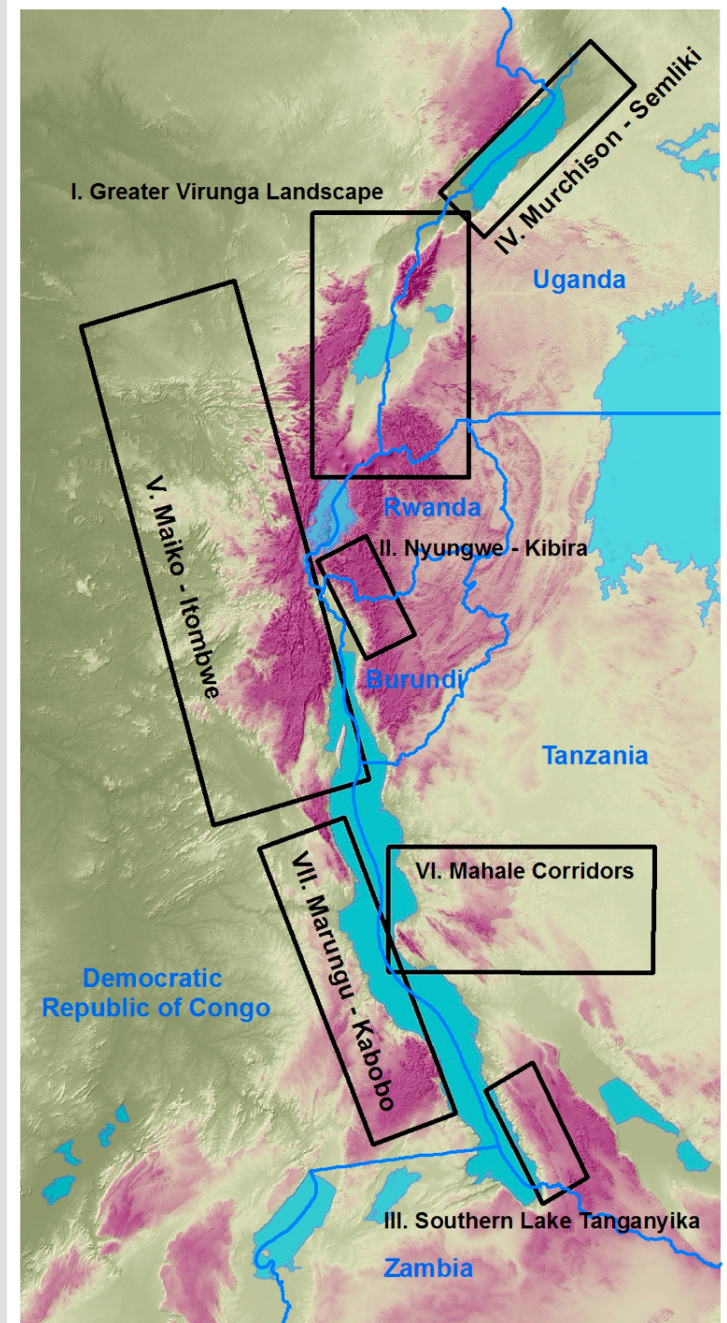 IV. Murchison - Semliki
I. Greater Virunga Landscape
Uganda
V. Maiko - Itombwe
Rwanda
II. Nyungwe - Kibira
Burundi
Tanzania
VII. Marungu - Kabobo
VI. Mahale Corridors
Democratic
Republic of Congo
III. Southern Lake Tanganyika
Zambia